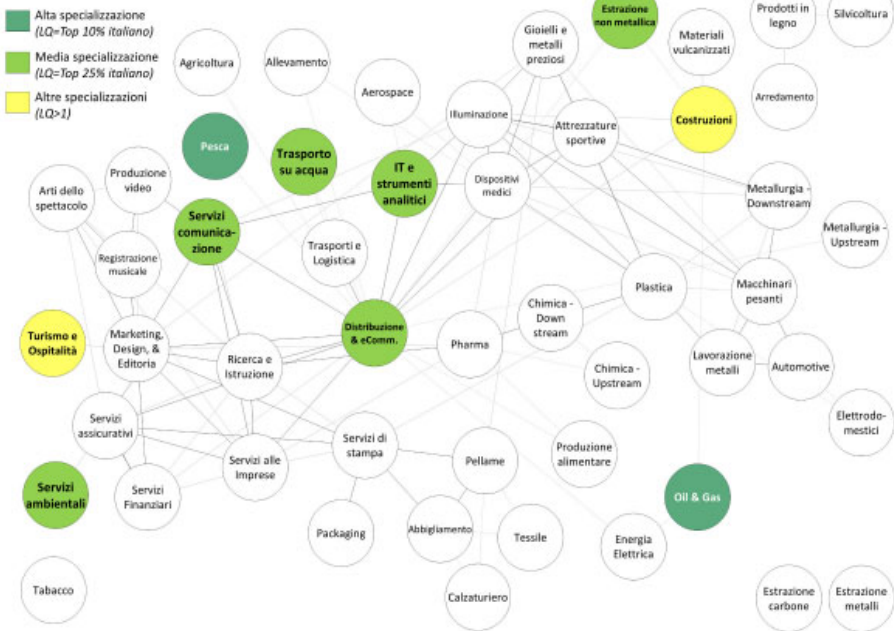 Alta specializzazione
(LQ=Top 10% italiano)
Media specializzazione
(LQ=Top 25% italiano)
Altre specializzazioni
(LQ>1)
Agricoltura
Allevamento
Aerospace
Gioielli e
metalli
preziosi
Estrazione
non metallica
Materiali
vulcanizzati
Prodotti in
legno
Silvicoltura
Arredamento
Pesca
Trasporto
su acqua
IT e
strumenti
analitici
Illuminazione
Attrezzature
sportive
Costruzioni
Dispositivi
medici
Arti dello
spettacolo
Produzione
video
Servizi
comunica-
zione
Registrazione
musicale
Trasporti e
Logistica
Metallurgia -
Downstream
Metallurgia -
Upstream
Plastica
Macchinari
pesanti
Turismo e
Ospitalità
Marketing,
Design, &
Editoria
Ricerca e
Istruzione
Distribuzione
& eComm.
Pharma
Chimica -
Down
stream
Chimica -
Upstream
Lavorazione
metalli
Automotive
Elettrodo-
mestici
Servizi
assicurativi
Servizi alle
Imprese
Servizi di
stampa
Pellame
Produzione
alimentare
Servizi
ambientali
Servizi
Finanziari
Packaging
Abbigliamento
Tessile
Energia
Elettrica
Oil & Gas
Tabacco
Calzaturiero
Estrazione
carbone
Estrazione
metalli